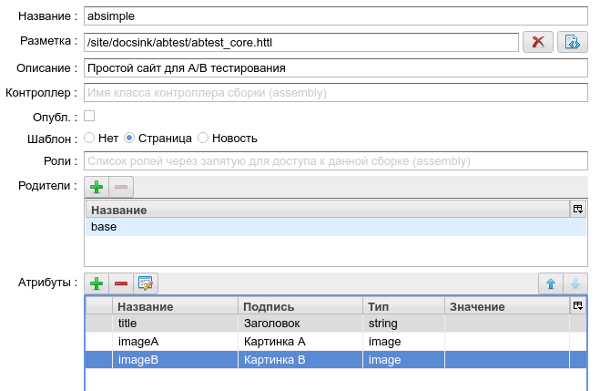 Название : absimple
Разметка : /site/docsink/abtest/abtest_core.httl
Описание : Простой сайт для A/B тестирования
Контроллер : Имя класса контроллера сборки (assembly)
Опубл. :
Шаблон : Нет Страница Новость
Роли : Список ролей через запятую для доступа к данной сборке (assembly)
Родители :
Название
base
Атрибуты :
Название Подпись Тип Значение
title Заголовок string
imageA Картинка A image
imageB Картинка B image